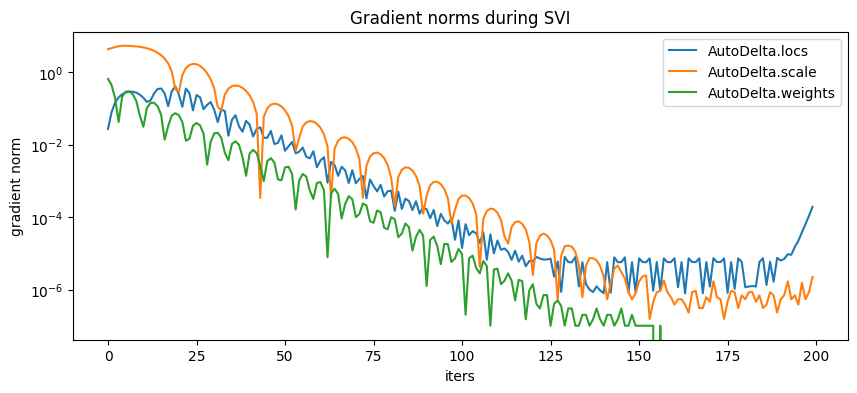 Gradient norms during SVI
AutoDelta.locs
AutoDelta.scale
AutoDelta.weights
gradient norm
10^0
10^-2
10^-4
10^-6
0 25 50 75 100 125 150 175 200
iters